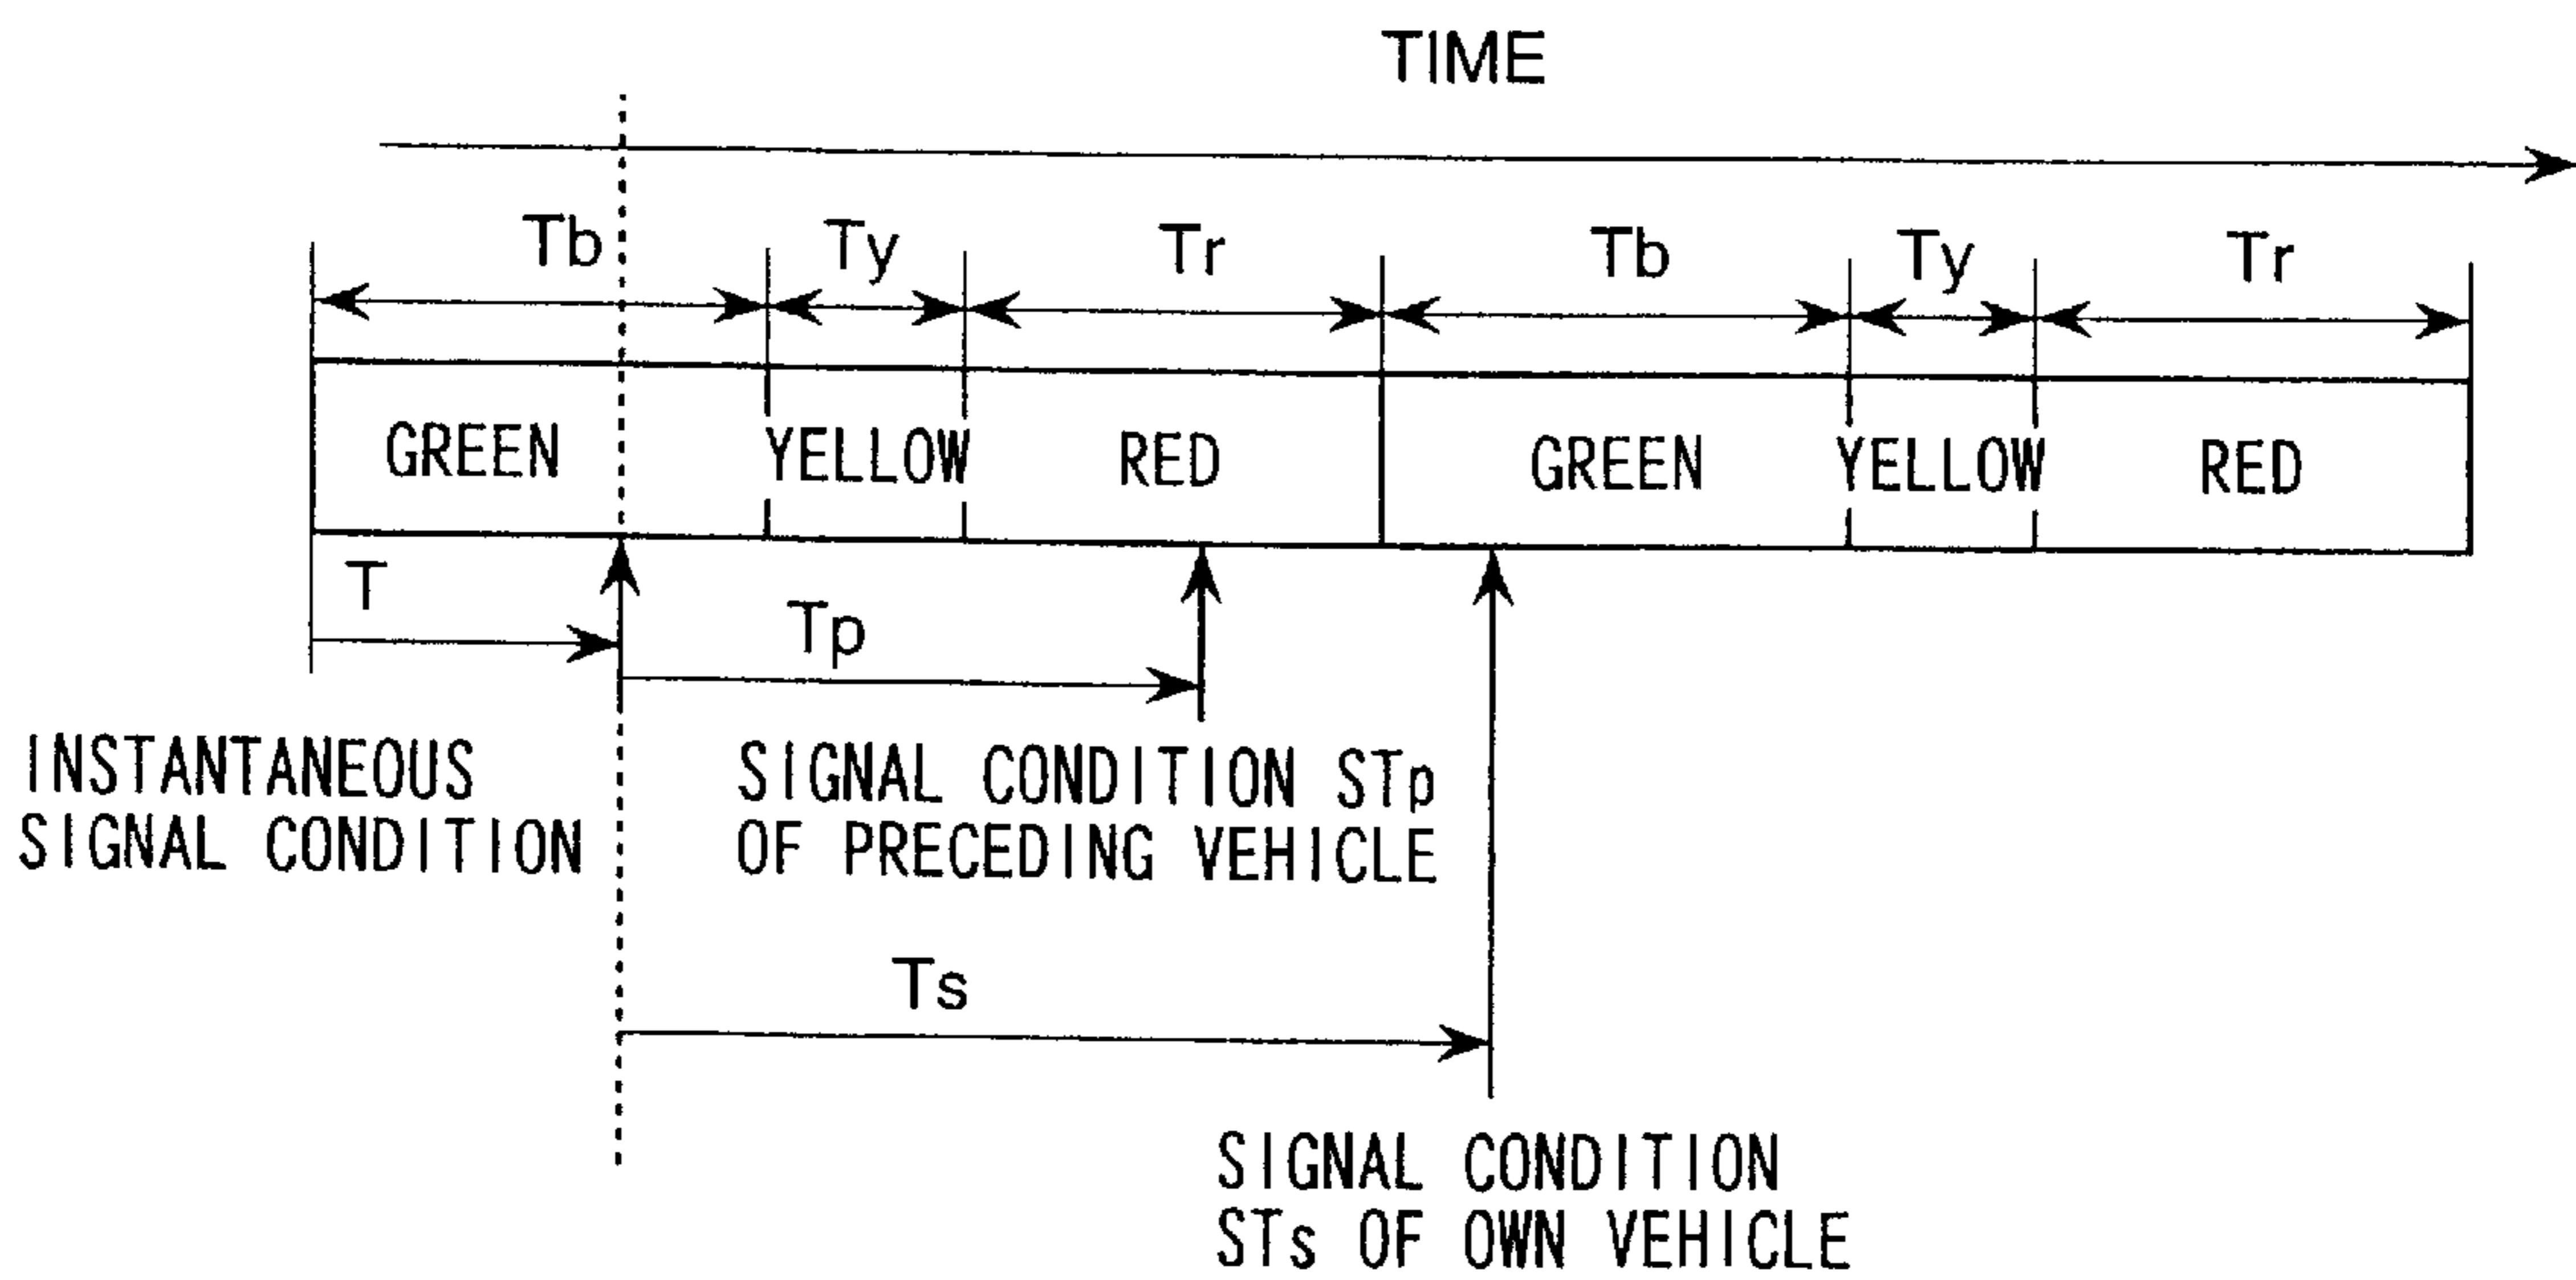 TIME
Tb Ty Tr Tb Ty Tr
GREEN YELLOW RED GREEN YELLOW RED
T
Tp
INSTANTANEOUS
SIGNAL CONDITION
SIGNAL CONDITION STp
OF PRECEDING VEHICLE
Ts
SIGNAL CONDITION
STs OF OWN VEHICLE